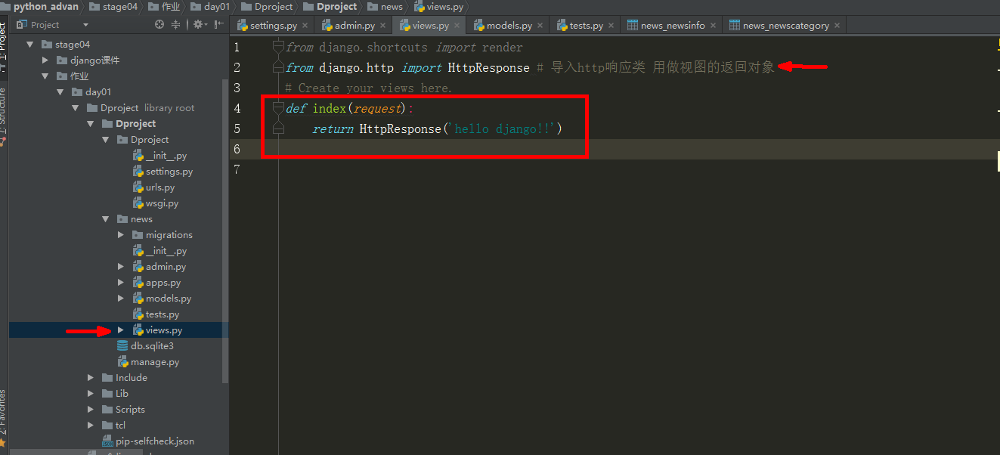 python_advan stage04 作业 day01 Dproject Dproject news views.py
Project
settings.py admin.py views.py models.py tests.py news_newsinfo news_newscategory
1: Project
Structure
2: Favorites
stage04
django课件
作业
day01
Dproject library root
Dproject
Dproject
__init__.py
settings.py
urls.py
wsgi.py
news
migrations
__init__.py
admin.py
apps.py
models.py
tests.py
views.py
db.sqlite3
manage.py
Include
Lib
Scripts
tcl
pip-selfcheck.json
1 from django.shortcuts import render
2 from django.http import HttpResponse # 导入http响应类 用做视图的返回对象
3 # Create your views here.
4 def index(request):
5 return HttpResponse('hello django!!')
6
7